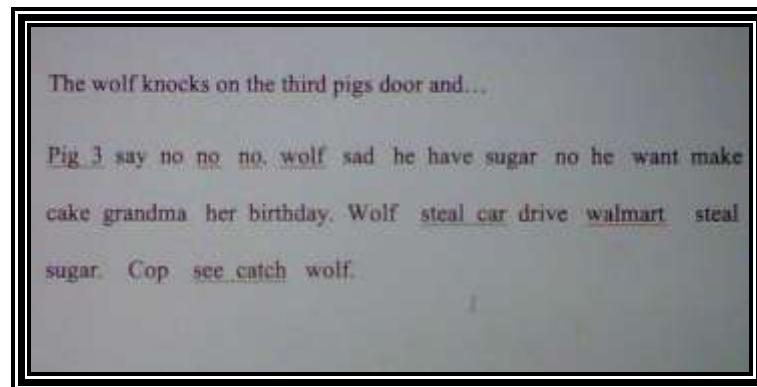 The wolf knocks on the third pigs door and…
Pig 3 say no no no. wolf sad he have sugar no he want make
cake grandma her birthday. Wolf steal car drive walmart steal
sugar. Cop see catch wolf.